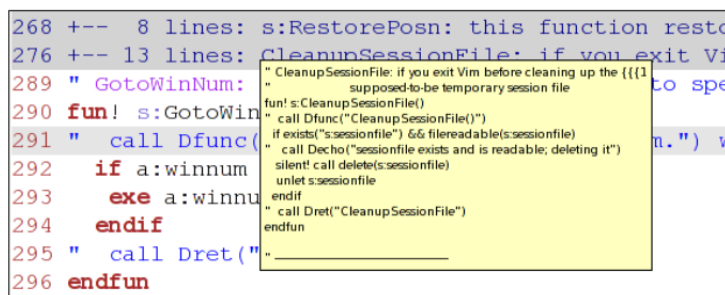 268 +--  8 lines: s:RestorePosn: this function resto
276 +-- 13 lines: CleanupSessionFile: if you exit Vi
289 " GotoWinNum: to spe
290 fun! s:GotoWin
291 "  call Dfunc( m.") w
292   if a:winnum
293    exe a:winnu
294   endif
295 "  call Dret("
296 endfun
" CleanupSessionFile: if you exit Vim before cleaning up the {{{1
"                     supposed-to-be temporary session file
fun! s:CleanupSessionFile()
"  call Dfunc("CleanupSessionFile()")
  if exists("s:sessionfile") && filereadable(s:sessionfile)
"   call Decho("sessionfile exists and is readable; deleting it")
   silent! call delete(s:sessionfile)
   unlet s:sessionfile
  endif
"  call Dret("CleanupSessionFile")
endfun
" ______________________________